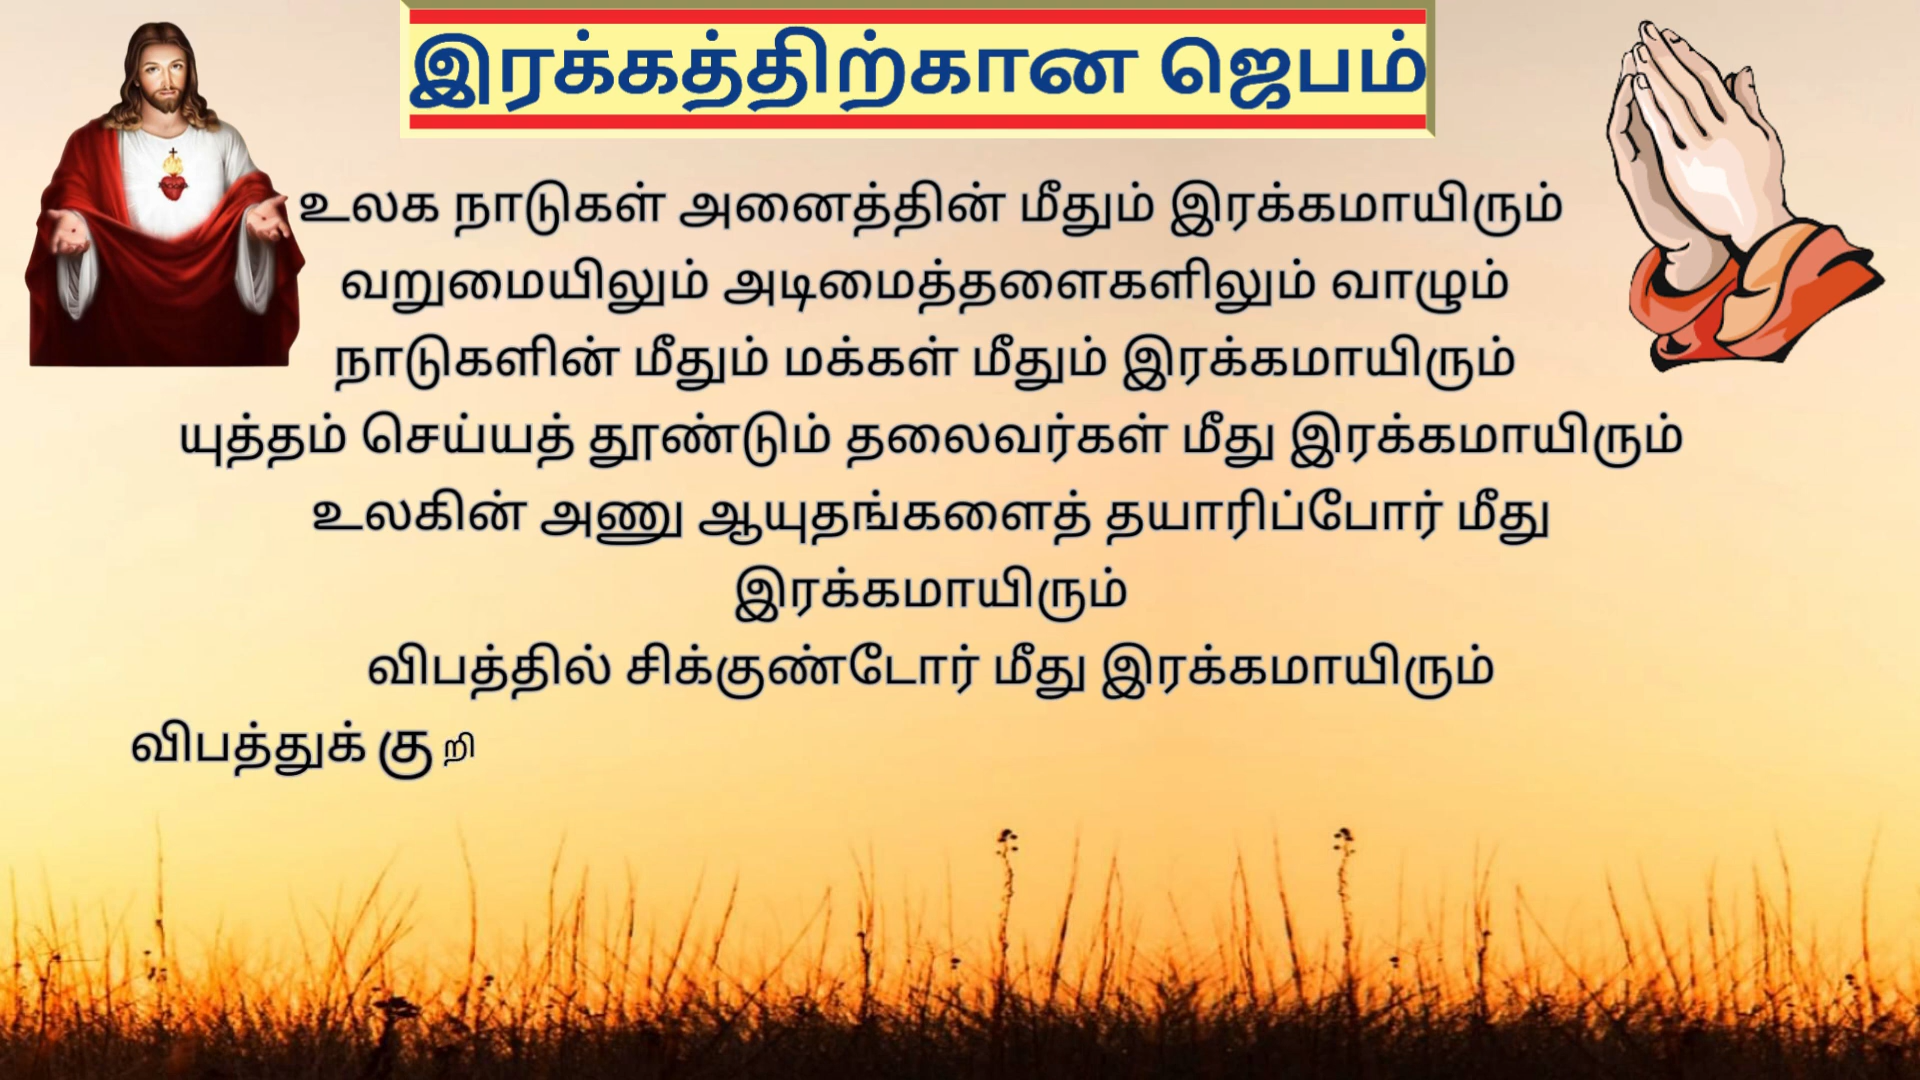 இரக்கத்திற்கான ஜெபம்
உலக நாடுகள் அனைத்தின் மீதும் இரக்கமாயிரும்
வறுமையிலும் அடிமைத்தளைகளிலும் வாழும்
நாடுகளின் மீதும் மக்கள் மீதும் இரக்கமாயிரும்
யுத்தம் செய்யத் தூண்டும் தலைவர்கள் மீது இரக்கமாயிரும்
உலகின் அணு ஆயுதங்களைத் தயாரிப்போர் மீது
இரக்கமாயிரும்
விபத்தில் சிக்குண்டோர் மீது இரக்கமாயிரும்
விபத்துக் குறி